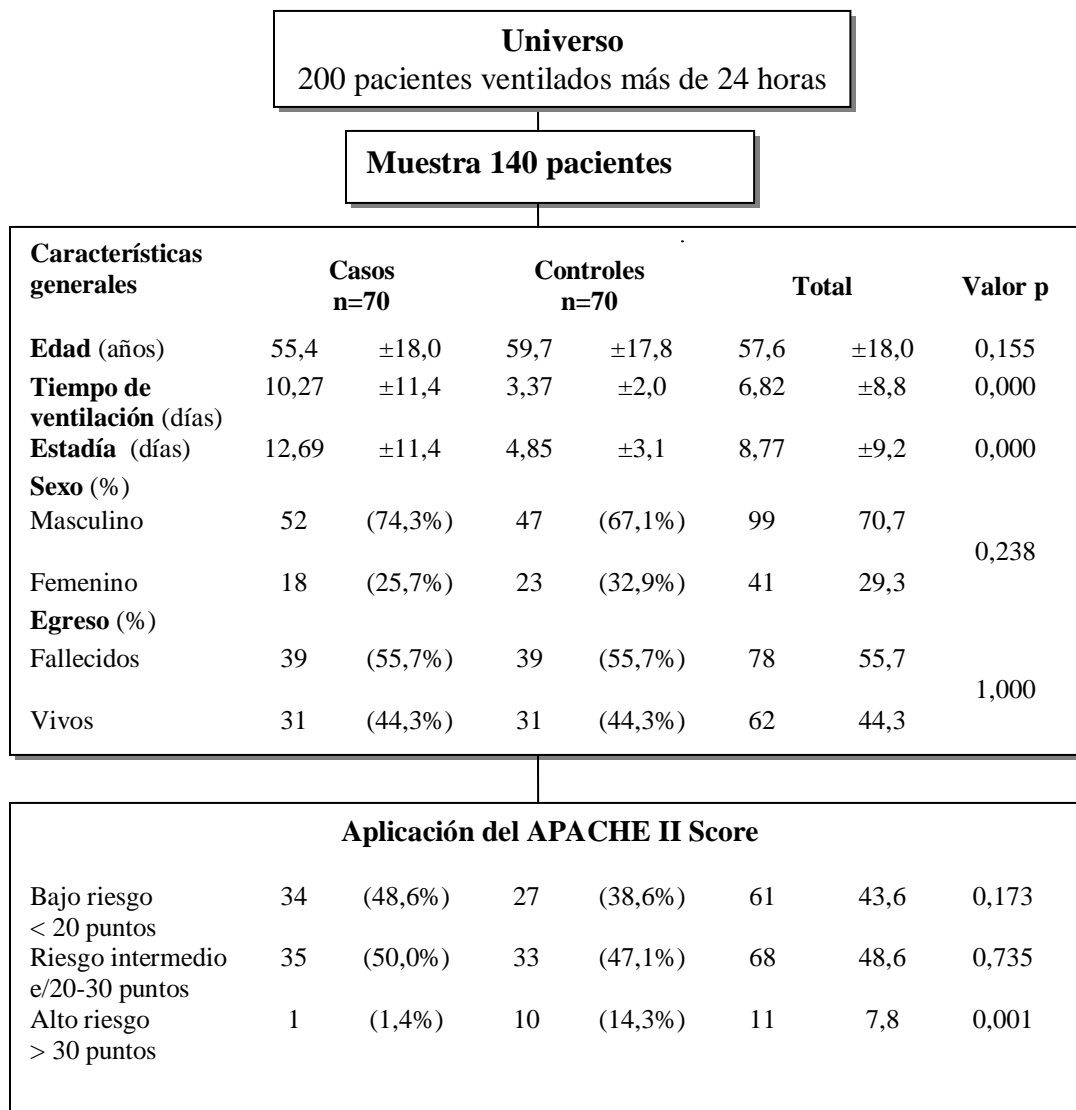 Universo
200 pacientes ventilados más de 24 horas
Muestra 140 pacientes
Características generales Casos n=70 Controles n=70 Total Valor p
Edad (años) 55,4 ±18,0 59,7 ±17,8 57,6 ±18,0 0,155
Tiempo de ventilación (días) 10,27 ±11,4 3,37 ±2,0 6,82 ±8,8 0,000
Estadía (días) 12,69 ±11,4 4,85 ±3,1 8,77 ±9,2 0,000
Sexo (%)
Masculino 52 (74,3%) 47 (67,1%) 99 70,7
0,238
Femenino 18 (25,7%) 23 (32,9%) 41 29,3
Egreso (%)
Fallecidos 39 (55,7%) 39 (55,7%) 78 55,7
1,000
Vivos 31 (44,3%) 31 (44,3%) 62 44,3
Aplicación del APACHE II Score
Bajo riesgo 34 (48,6%) 27 (38,6%) 61 43,6 0,173
< 20 puntos
Riesgo intermedio 35 (50,0%) 33 (47,1%) 68 48,6 0,735
e/20-30 puntos
Alto riesgo 1 (1,4%) 10 (14,3%) 11 7,8 0,001
> 30 puntos